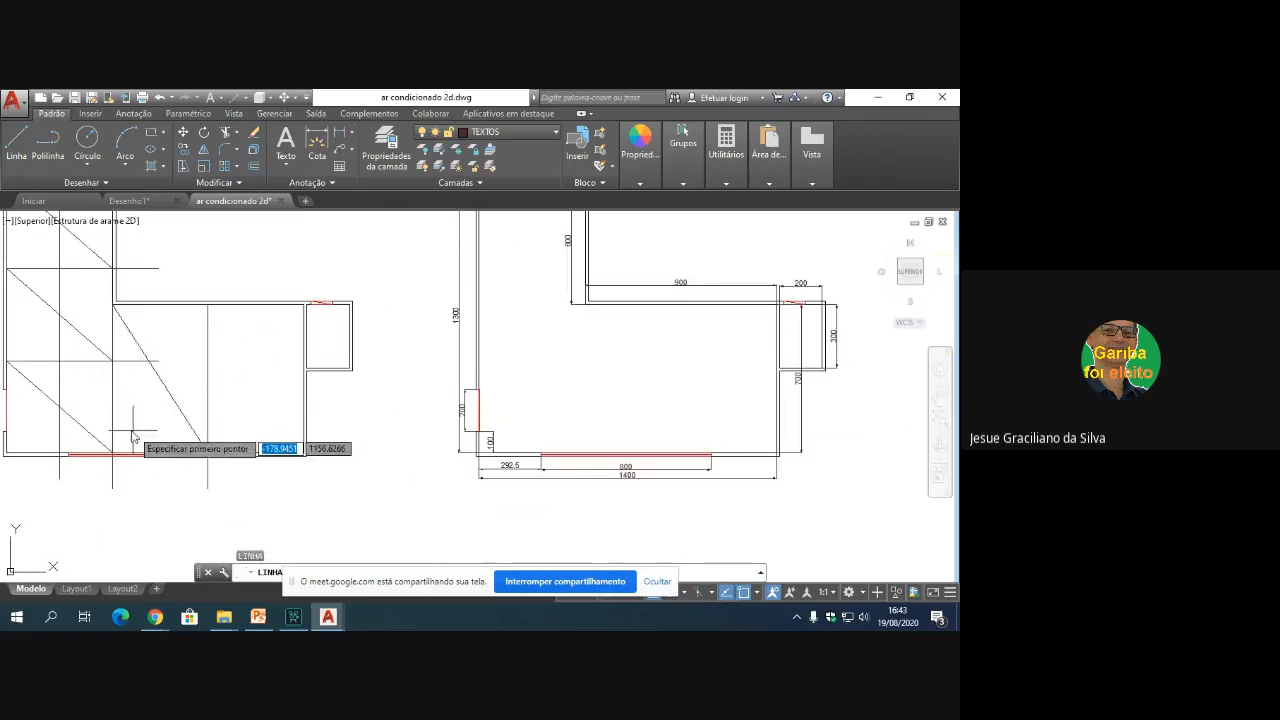 ar condicionado 2d.dwg
Digite palavra-chave ou frase
Efetuar login
Padrão Inserir Anotação Paramétrico Vista Gerenciar Saída Complementos Colaborar Aplicativos em destaque
TEXTOS
Linha Polilinha Círculo Arco
Texto Cota
Propriedades da camada
Inserir
Propried... Grupos Utilitários Área de... Vista
Desenhar Modificar Anotação Camadas Bloco
Iniciar Desenho1* ar condicionado 2d*
[−][Superior][Estrutura de arame 2D]
N
SUPERIOR
L
S
WCS
600
900
200
1300
300
700
200
100
292.5
800
1400
Especificar primeiro ponto:
-178.9451
1156.6266
Y
X
LINHA
LINHA
O meet.google.com está compartilhando sua tela.
Interromper compartilhamento
Ocultar
Modelo Layout1 Layout2
1:1
16:43
19/08/2020
3
Gariba
foi eleito
Jesue Graciliano da Silva